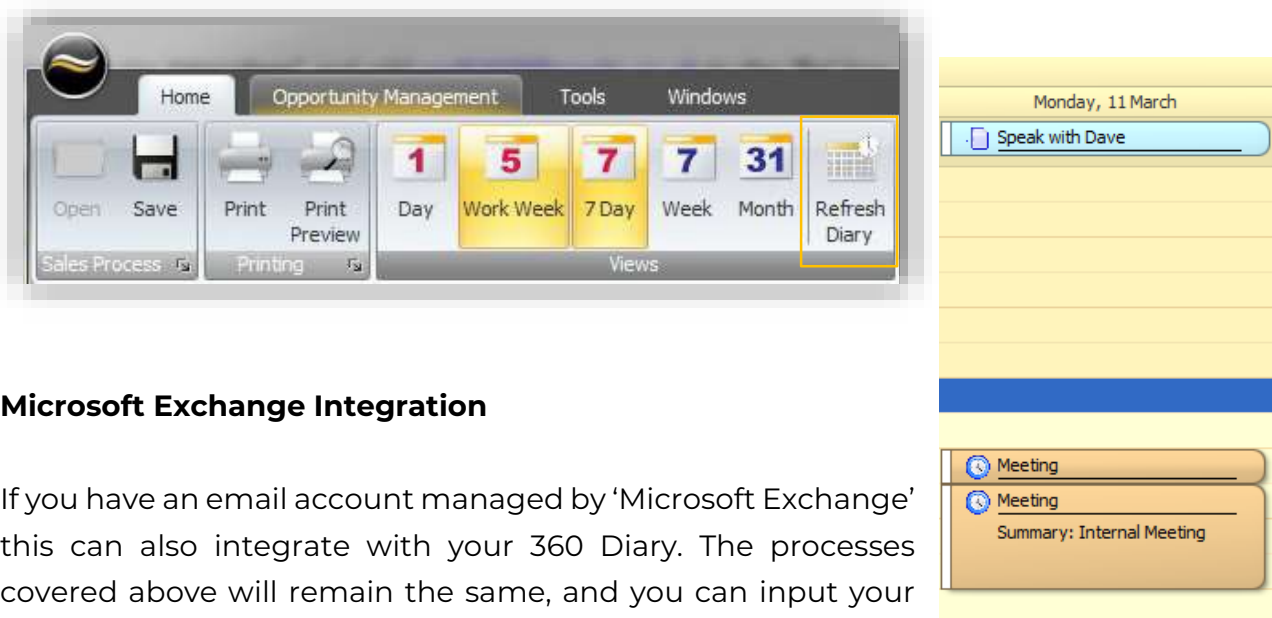 Home Opportunity Management Tools Windows
1 5 7 7 31
Open Save Print Print Preview Day Work Week 7 Day Week Month Refresh Diary
Sales Process Printing Views
Monday, 11 March
Speak with Dave
Meeting
Meeting
Summary: Internal Meeting
Microsoft Exchange Integration
If you have an email account managed by ‘Microsoft Exchange’
this can also integrate with your 360 Diary. The processes
covered above will remain the same, and you can input your